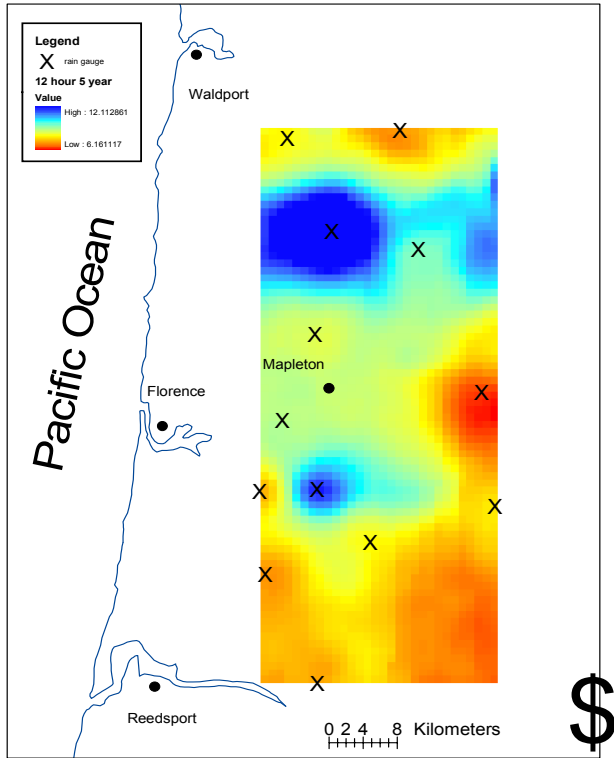 Legend
X rain gauge
12 hour 5 year
Value
High : 12.112861
Low : 6.161117
Waldport
Pacific Ocean
Mapleton
Florence
Reedsport
0 2 4 8 Kilometers
$